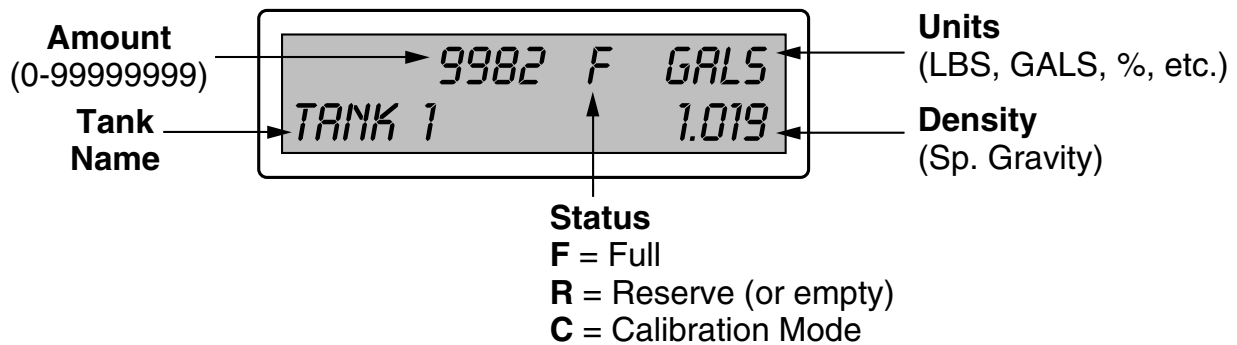 Amount
(0-99999999)
Tank
Name
9982 F GALS
TANK 1 1.019
Units
(LBS, GALS, %, etc.)
Density
(Sp. Gravity)
Status
F = Full
R = Reserve (or empty)
C = Calibration Mode